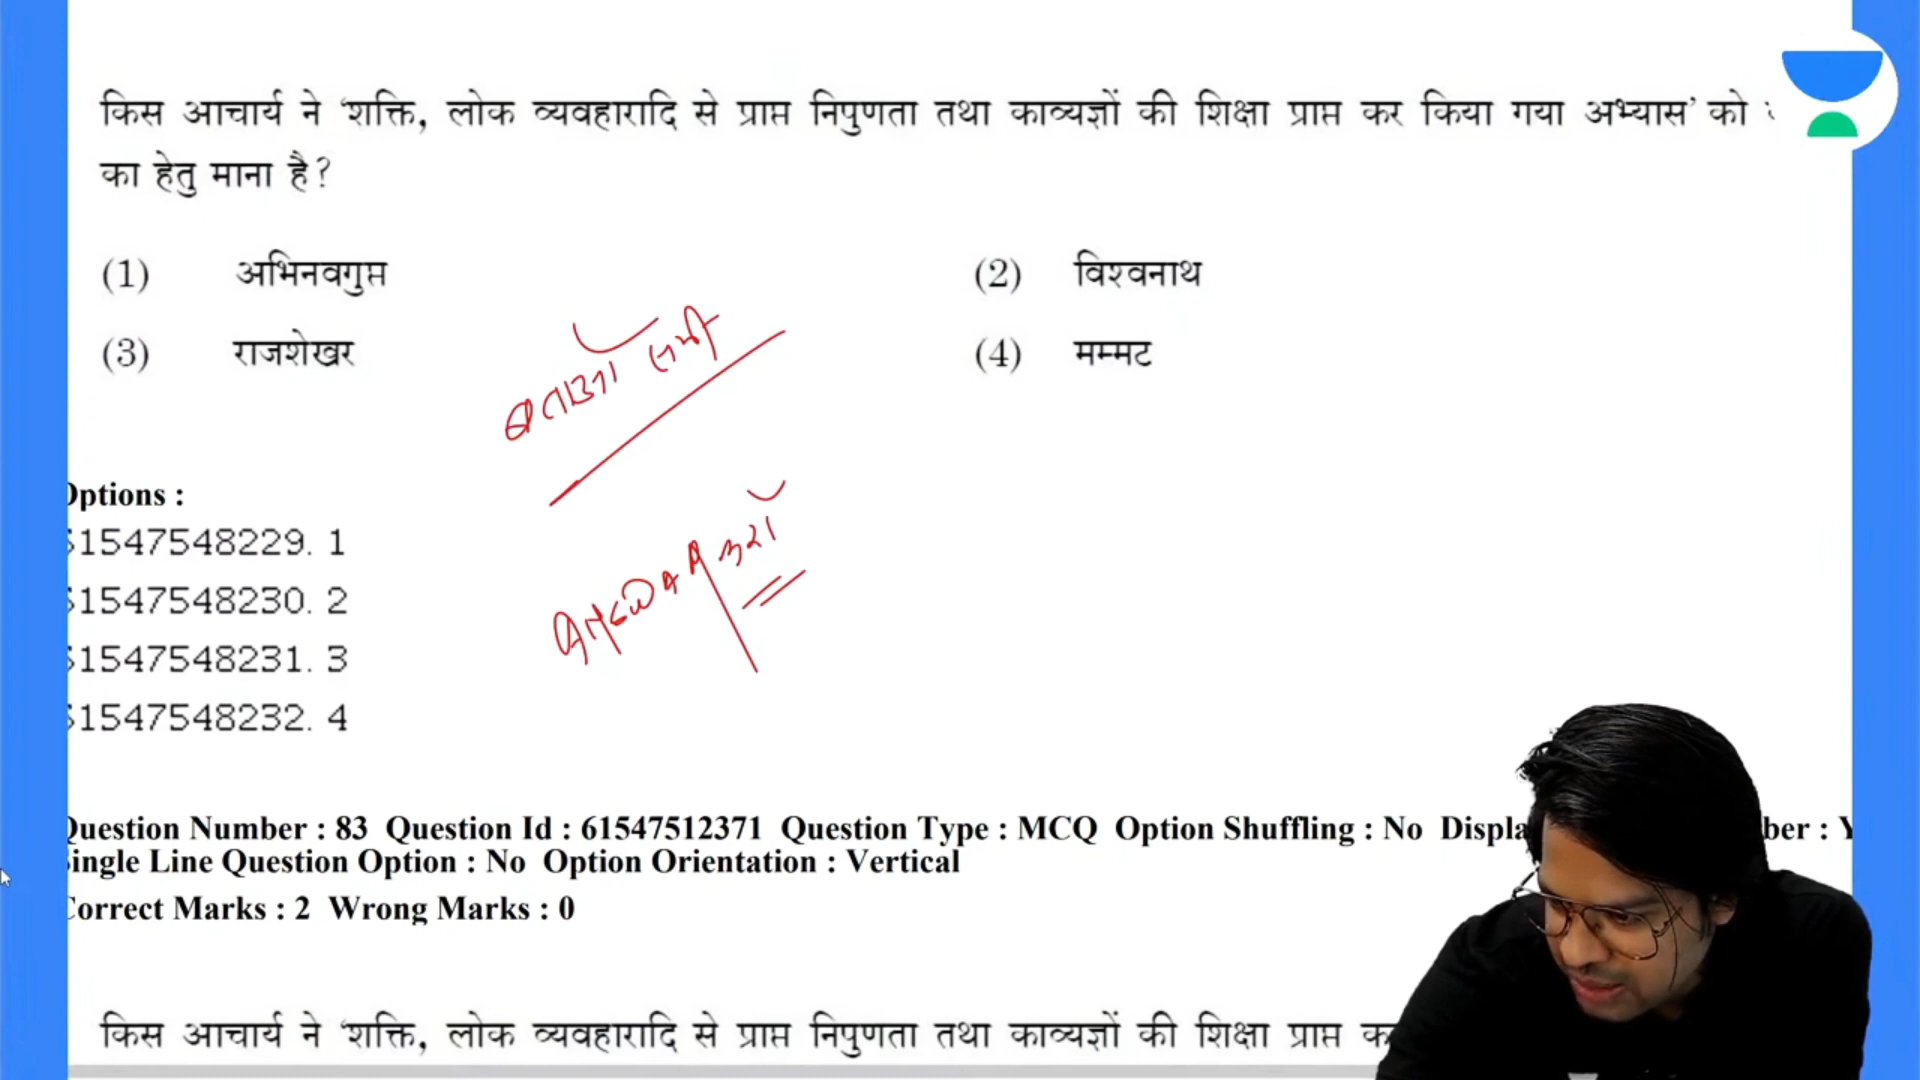 किस आचार्य ने ‘शक्ति, लोक व्यवहारादि से प्राप्त निपुणता तथा काव्यज्ञों की शिक्षा प्राप्त कर किया गया अभ्यास’ को
का हेतु माना है?
(1) अभिनवगुप्त (2) विश्वनाथ
(3) राजशेखर (4) मम्मट
बताओ
Options :
1547548229. 1
1547548230. 2
1547548231. 3
1547548232. 4
Question Number : 83 Question Id : 61547512371 Question Type : MCQ Option Shuffling : No Displa ber : Y
ingle Line Question Option : No Option Orientation : Vertical
Correct Marks : 2 Wrong Marks : 0
किस आचार्य ने ‘शक्ति, लोक व्यवहारादि से प्राप्त निपुणता तथा काव्यज्ञों की शिक्षा प्राप्त क